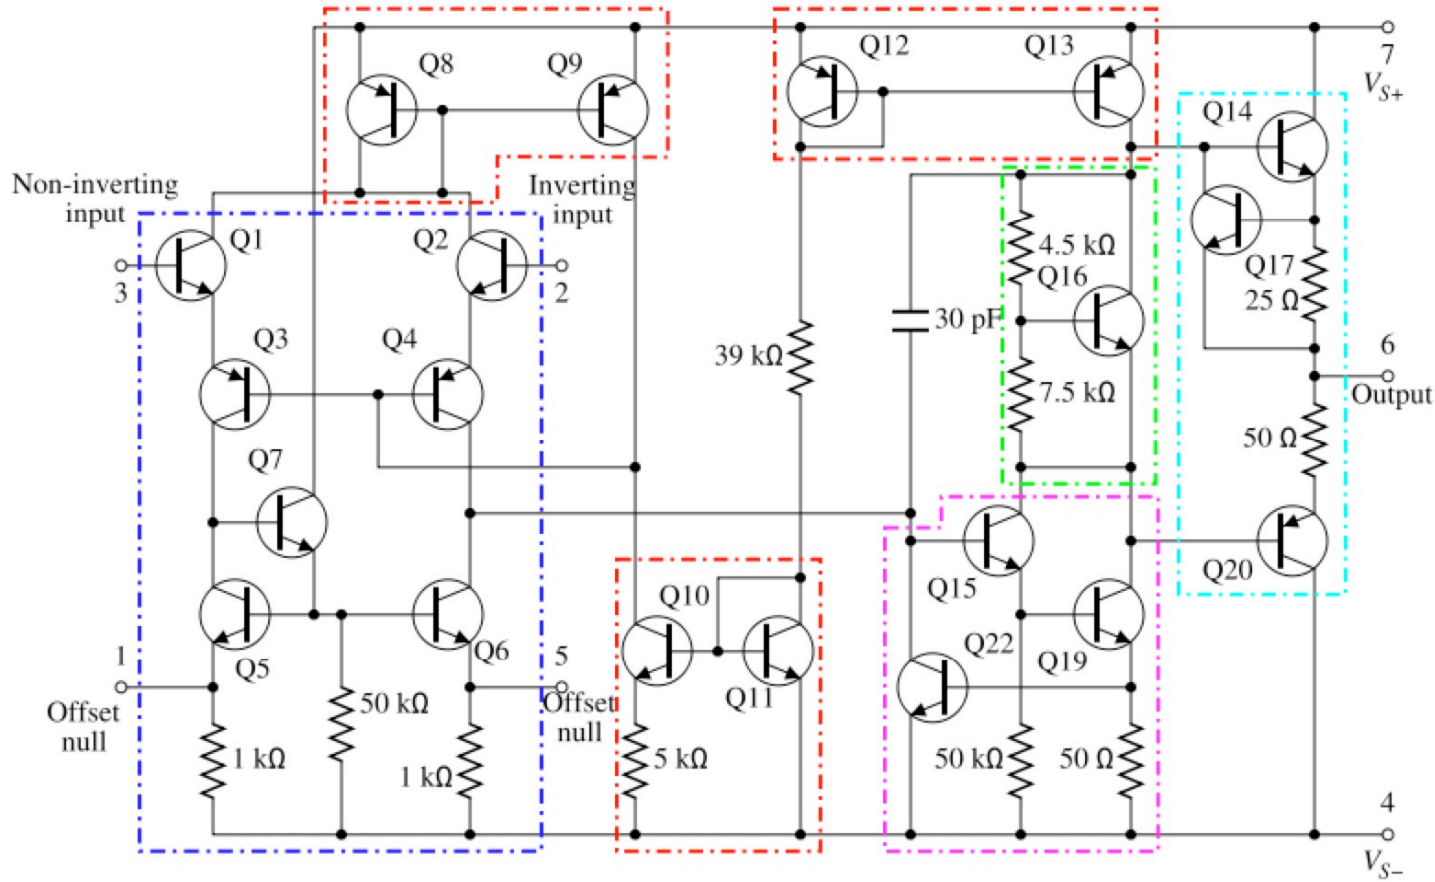 Q8
Q9
Q12
Q13
7
V_S+
Q14
Non-inverting
input
Inverting
input
Q1
Q2
3
2
Q17
25 Ω
4.5 kΩ
Q16
30 pF
Q3
Q4
39 kΩ
7.5 kΩ
6
Output
50 Ω
Q7
Q15
Q20
Q10
Q5
Q6
Q11
Q22
Q19
1
Offset
null
5
Offset
null
50 kΩ
1 kΩ
1 kΩ
5 kΩ
50 kΩ
50 Ω
4
V_S−